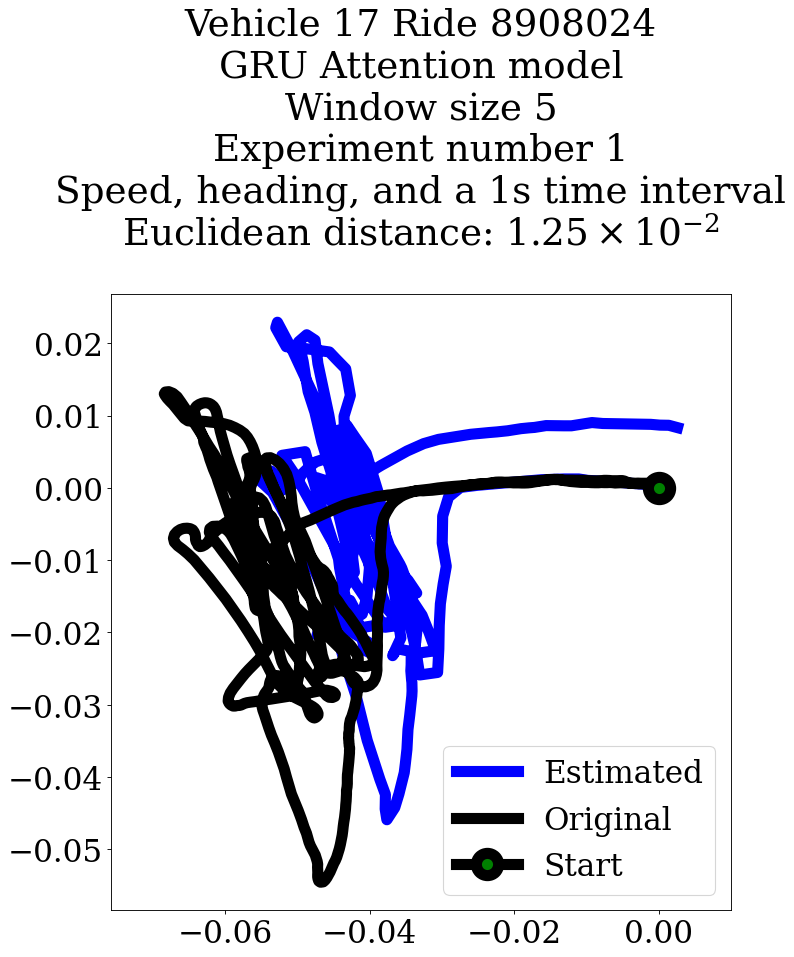 Vehicle 17 Ride 8908024
GRU Attention model
Window size 5
Experiment number 1
Speed, heading, and a 1s time interval
Euclidean distance: 1.25 × 10⁻²
0.02
0.01
0.00
−0.01
−0.02
−0.03
−0.04
−0.05
Estimated
Original
Start
−0.06 −0.04 −0.02 0.00